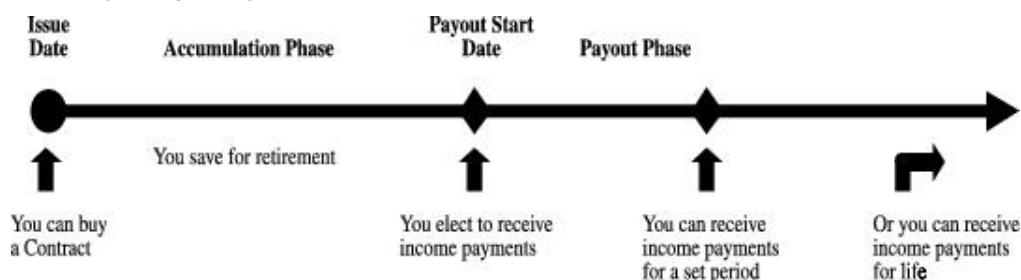 Issue
Date
Accumulation Phase
Payout Start
Date
Payout Phase
You save for retirement
You can buy
a Contract
You elect to receive
income payments
You can receive
income payments
for a set period
Or you can receive
income payments
for life